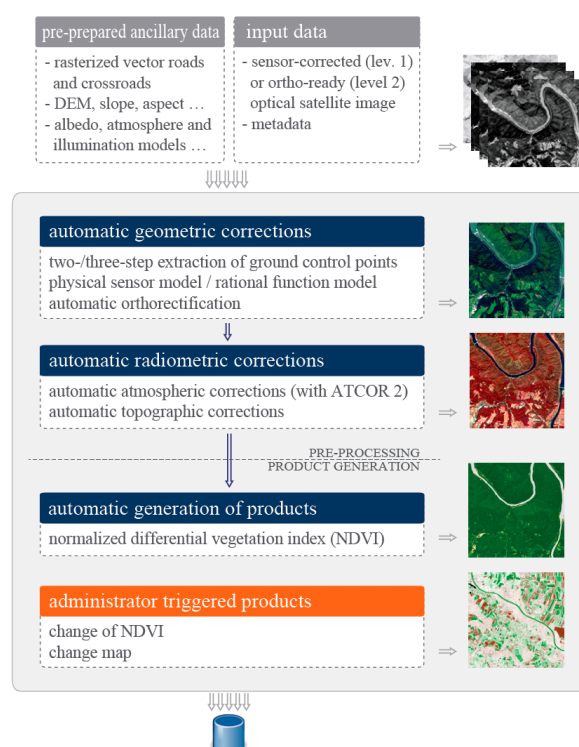 pre-prepared ancillary data
- rasterized vector roads
and crossroads
- DEM, slope, aspect ...
- albedo, atmosphere and
illumination models ...
input data
- sensor-corrected (lev. 1)
or ortho-ready (level 2)
optical satellite image
- metadata
automatic geometric corrections
two-/three-step extraction of ground control points
physical sensor model / rational function model
automatic orthorectification
automatic radiometric corrections
automatic atmospheric corrections (with ATCOR 2)
automatic topographic corrections
PRE-PROCESSING
PRODUCT GENERATION
automatic generation of products
normalized differential vegetation index (NDVI)
administrator triggered products
change of NDVI
change map